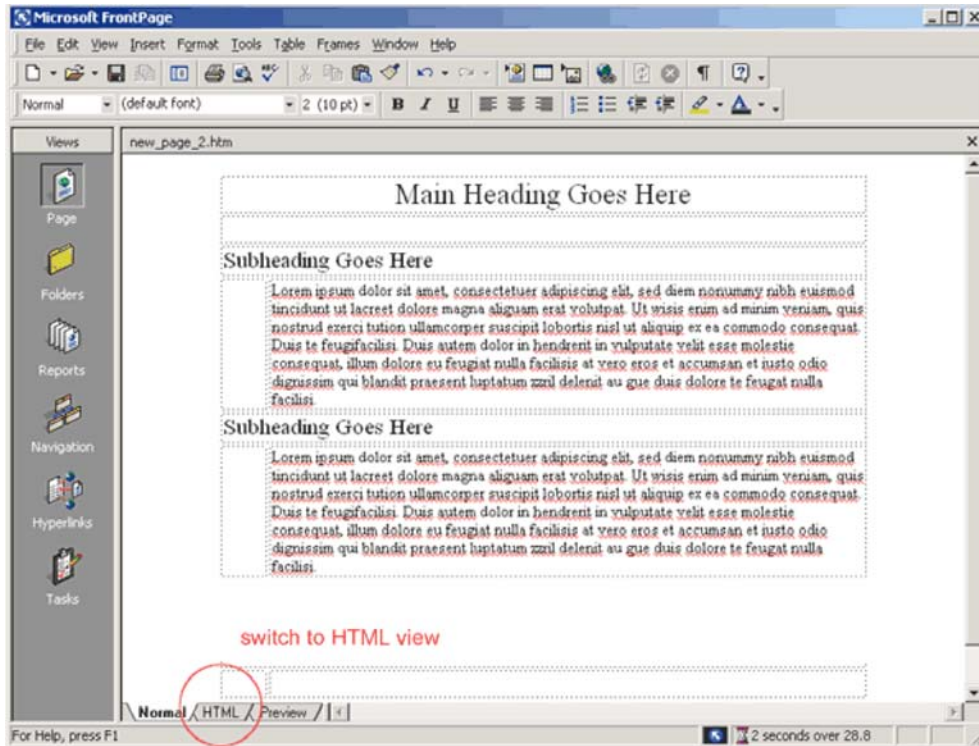 Microsoft FrontPage
File Edit View Insert Format Tools Table Frames Window Help
Normal (default font) 2 (10 pt) B I U A
Views new_page_2.htm
Page
Folders
Reports
Navigation
Hyperlinks
Tasks
Main Heading Goes Here
Subheading Goes Here
Lorem ipsum dolor sit amet, consectetuer adipiscing elit, sed diem nonummy nibh euismod
tincidunt ut lacreet dolore magna aliguam erat volutpat. Ut wisis enim ad minim veniam, quis
nostrud exerci tution ullamcorper suscipit lobortis nisl ut aliquip ex ea commodo consequat.
Duis te feugifacilisi. Duis autem dolor in hendrerit in vulputate velit esse molestie
consequat, illum dolore eu feugiat nulla facilisis at vero eros et accumsan et iusto odio
dignissim qui blandit praesent luptatum zzril delenit au gue duis dolore te feugat nulla
facilisi.
Subheading Goes Here
Lorem ipsum dolor sit amet, consectetuer adipiscing elit, sed diem nonummy nibh euismod
tincidunt ut lacreet dolore magna aliguam erat volutpat. Ut wisis enim ad minim veniam, quis
nostrud exerci tution ullamcorper suscipit lobortis nisl ut aliquip ex ea commodo consequat.
Duis te feugifacilisi. Duis autem dolor in hendrerit in vulputate velit esse molestie
consequat, illum dolore eu feugiat nulla facilisis at vero eros et accumsan et iusto odio
dignissim qui blandit praesent luptatum zzril delenit au gue duis dolore te feugat nulla
facilisi.
switch to HTML view
Normal HTML Preview
For Help, press F1 2 seconds over 28.8